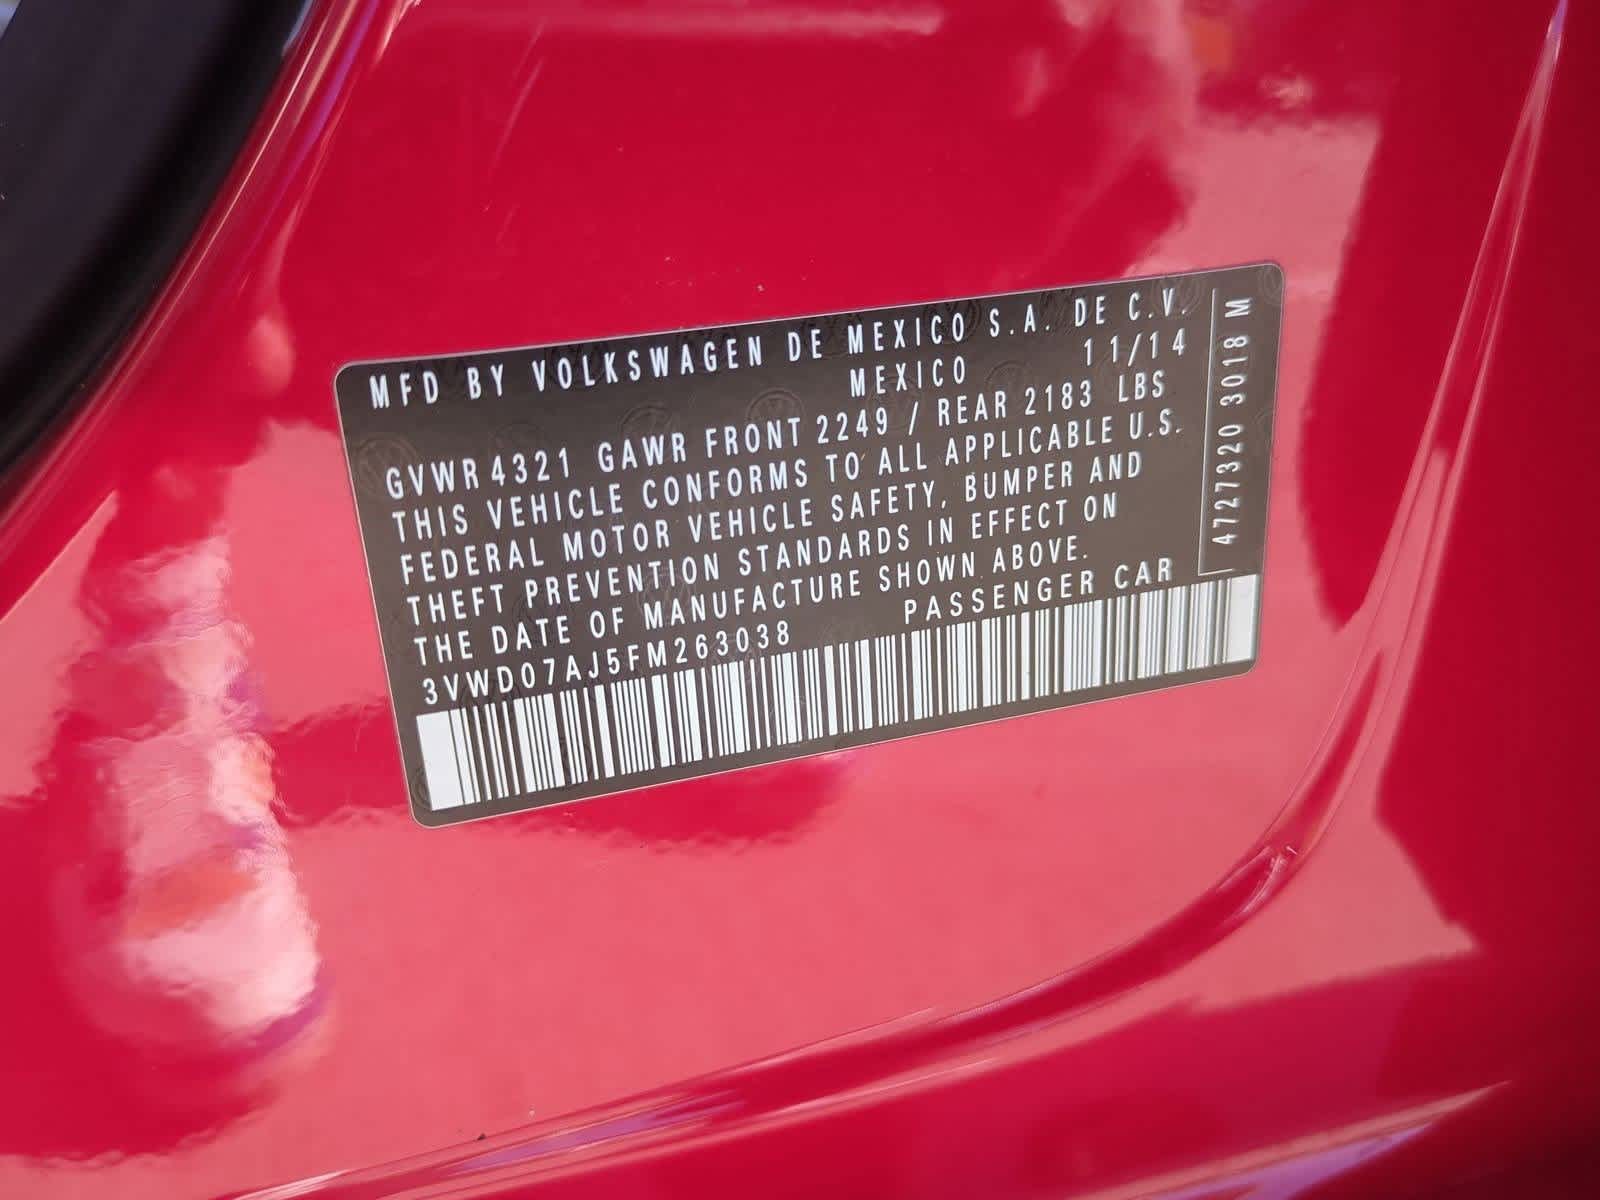 MFD BY VOLKSWAGEN DE MEXICO S.A. DE C.V.
MEXICO 11/14
GVWR 4321 GAWR FRONT 2249 / REAR 2183 LBS
THIS VEHICLE CONFORMS TO ALL APPLICABLE U.S.
FEDERAL MOTOR VEHICLE SAFETY, BUMPER AND
THEFT PREVENTION STANDARDS IN EFFECT ON
THE DATE OF MANUFACTURE SHOWN ABOVE.
3VWD07AJ5FM263038 PASSENGER CAR
4727320 3018 M